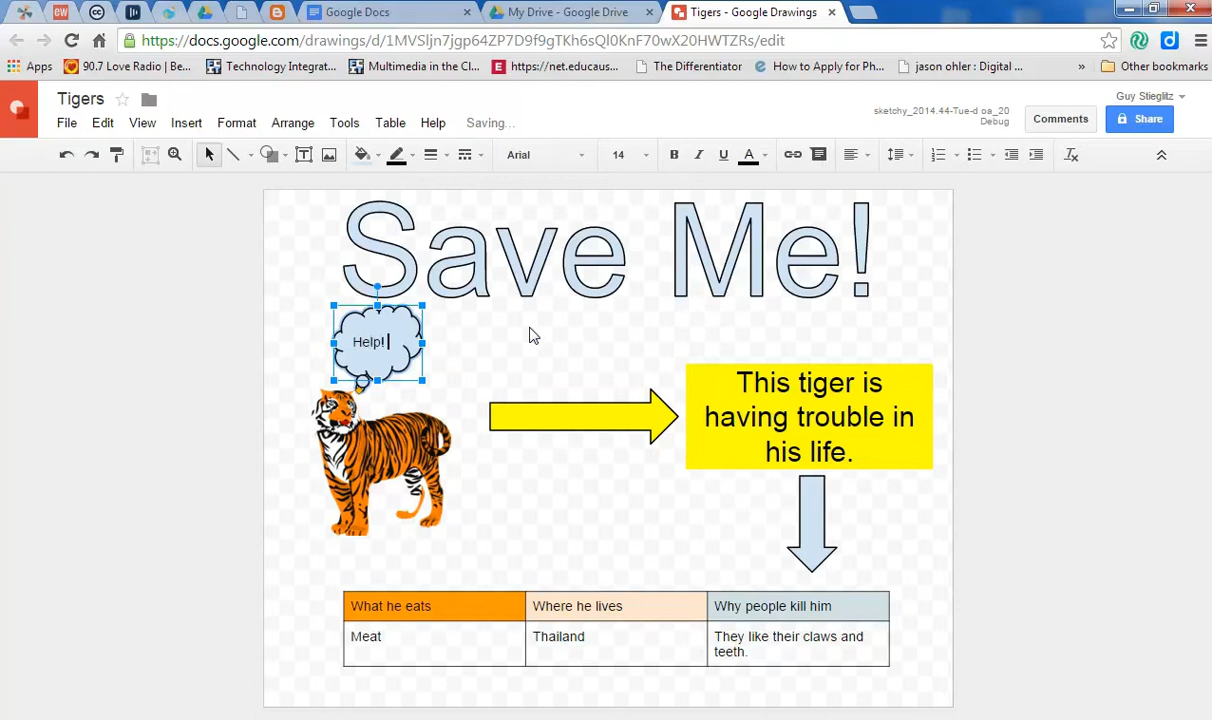 Google Docs
My Drive - Google Drive
Tigers - Google Drawings
https://docs.google.com/drawings/d/1MVSljn7jgp64ZP7D9f9gTKh6sQl0KnF70wX20HWTZRs/edit
Apps
90.7 Love Radio | Be...
Technology Integrat...
Multimedia in the Cl...
https://net.educaus...
The Differentiator
How to Apply for Ph...
jason ohler : Digital ...
» Other bookmarks
Tigers
Guy Stieglitz
sketchy_2014.44-Tue-d oa_20
Debug
Comments
Share
File Edit View Insert Format Arrange Tools Table Help Saving...
Arial 14 B I U A
Save Me!
Help!
This tiger is
having trouble in
his life.
What he eats Where he lives Why people kill him
Meat Thailand They like their claws and
teeth.